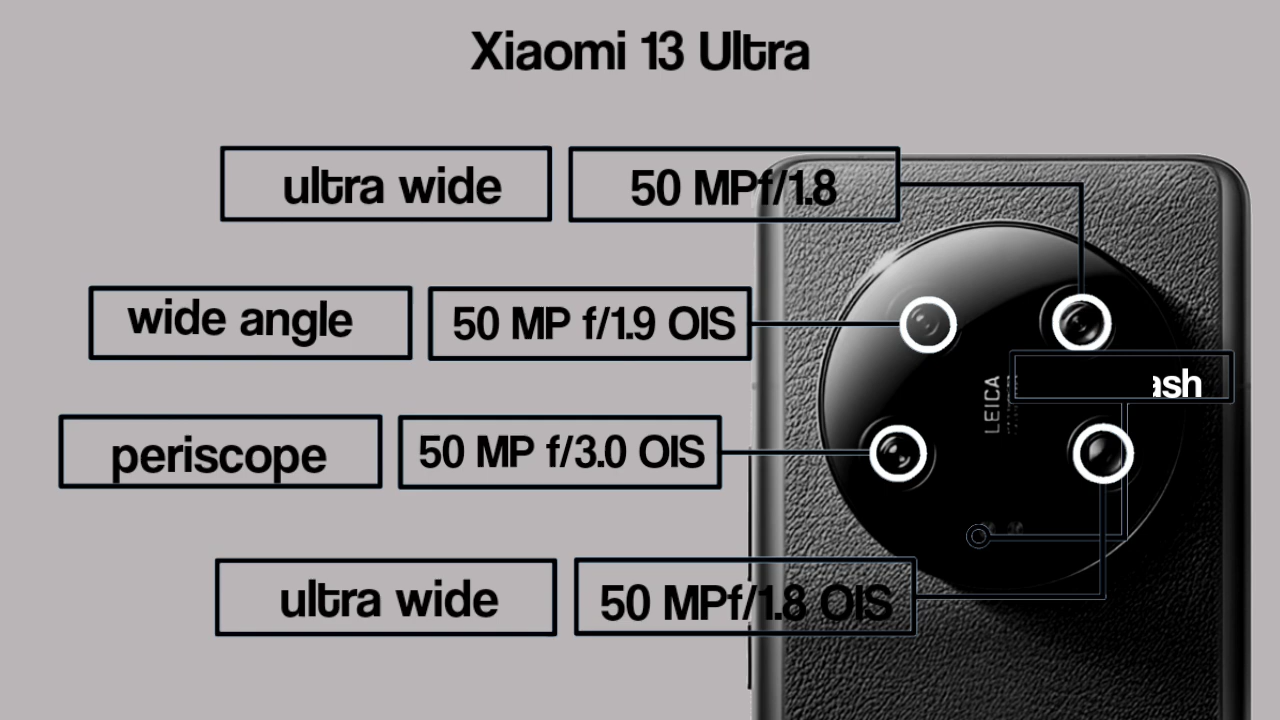 Xiaomi 13 Ultra
ultra wide
50 MPf/1.8
wide angle
50 MP f/1.9 OIS
ash
LEICA
periscope
50 MP f/3.0 OIS
ultra wide
50 MPf/1.8 OIS